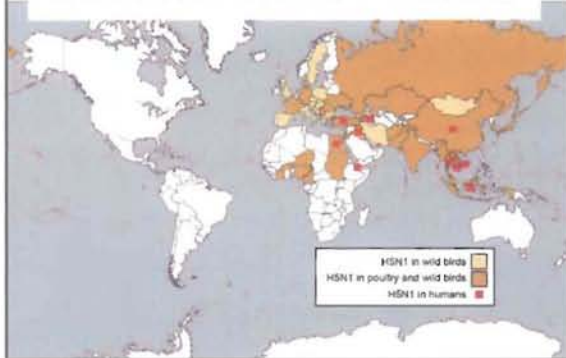 H5N1 in wild birds
H5N1 in poultry and wild birds
H5N1 in humans